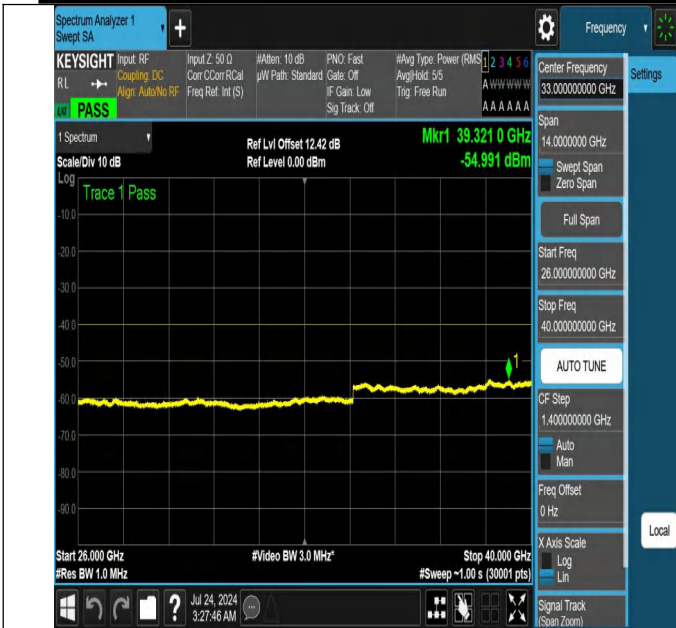 Spectrum Analyzer 1
Swept SA
+
Frequency
KEYSIGHT
RL
PASS
Input: RF
Coupling: DC
Align: Auto/No RF
Input Z: 50 Ω
Corr CCorr RCal
Freq Ref: Int (S)
#Atten: 10 dB
µW Path: Standard
PNO: Fast
Gate: Off
IF Gain: Low
Sig Track: Off
#Avg Type: Power (RMS
Avg|Hold: 5/5
Trig: Free Run
1 2 3 4 5 6
A W W W W W
A A A A A A
1 Spectrum
Scale/Div 10 dB
Log
Ref Lvl Offset 12.42 dB
Ref Level 0.00 dBm
Mkr1 39.321 0 GHz
-54.991 dBm
Trace 1 Pass
-10.0
-20.0
-30.0
-40.0
-50.0
1
-60.0
-70.0
-80.0
-90.0
Start 26.000 GHz
#Res BW 1.0 MHz
#Video BW 3.0 MHz*
Stop 40.000 GHz
#Sweep ~1.00 s (30001 pts)
Jul 24, 2024
3:27:46 AM
?
Center Frequency
33.000000000 GHz
Settings
Span
14.0000000 GHz
Swept Span
Zero Span
Full Span
Start Freq
26.000000000 GHz
Stop Freq
40.000000000 GHz
AUTO TUNE
CF Step
1.400000000 GHz
Auto
Man
Freq Offset
0 Hz
Local
X Axis Scale
Log
Lin
Signal Track
(Span Zoom)